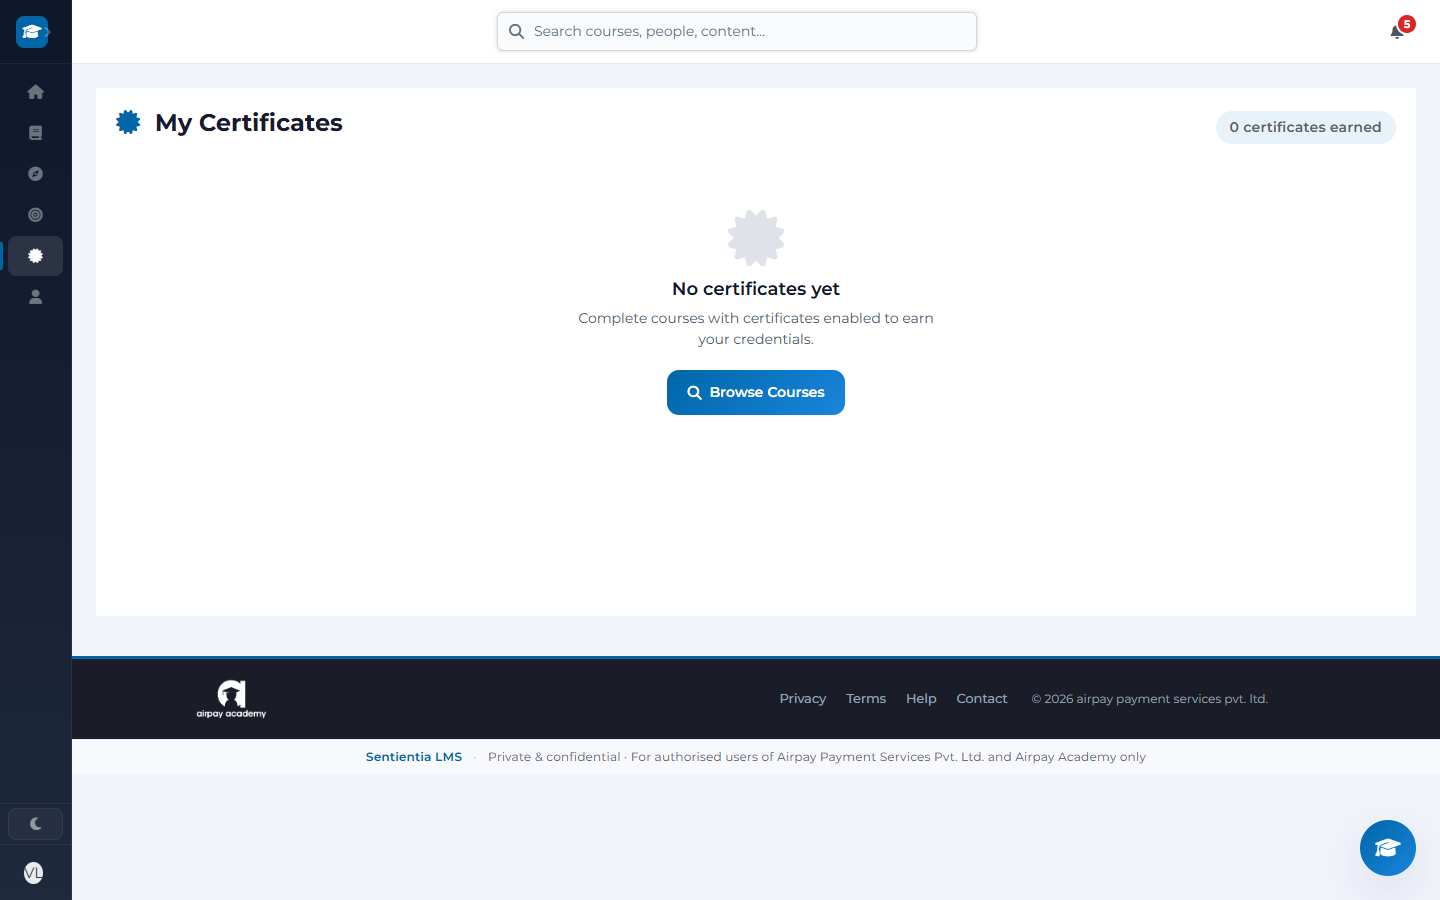 Search courses, people, content...
5
My Certificates
0 certificates earned
No certificates yet
Complete courses with certificates enabled to earn
your credentials.
Browse Courses
airpay academy
Privacy
Terms
Help
Contact
© 2026 airpay payment services pvt. ltd.
Sentientia LMS · Private & confidential · For authorised users of Airpay Payment Services Pvt. Ltd. and Airpay Academy only
VL